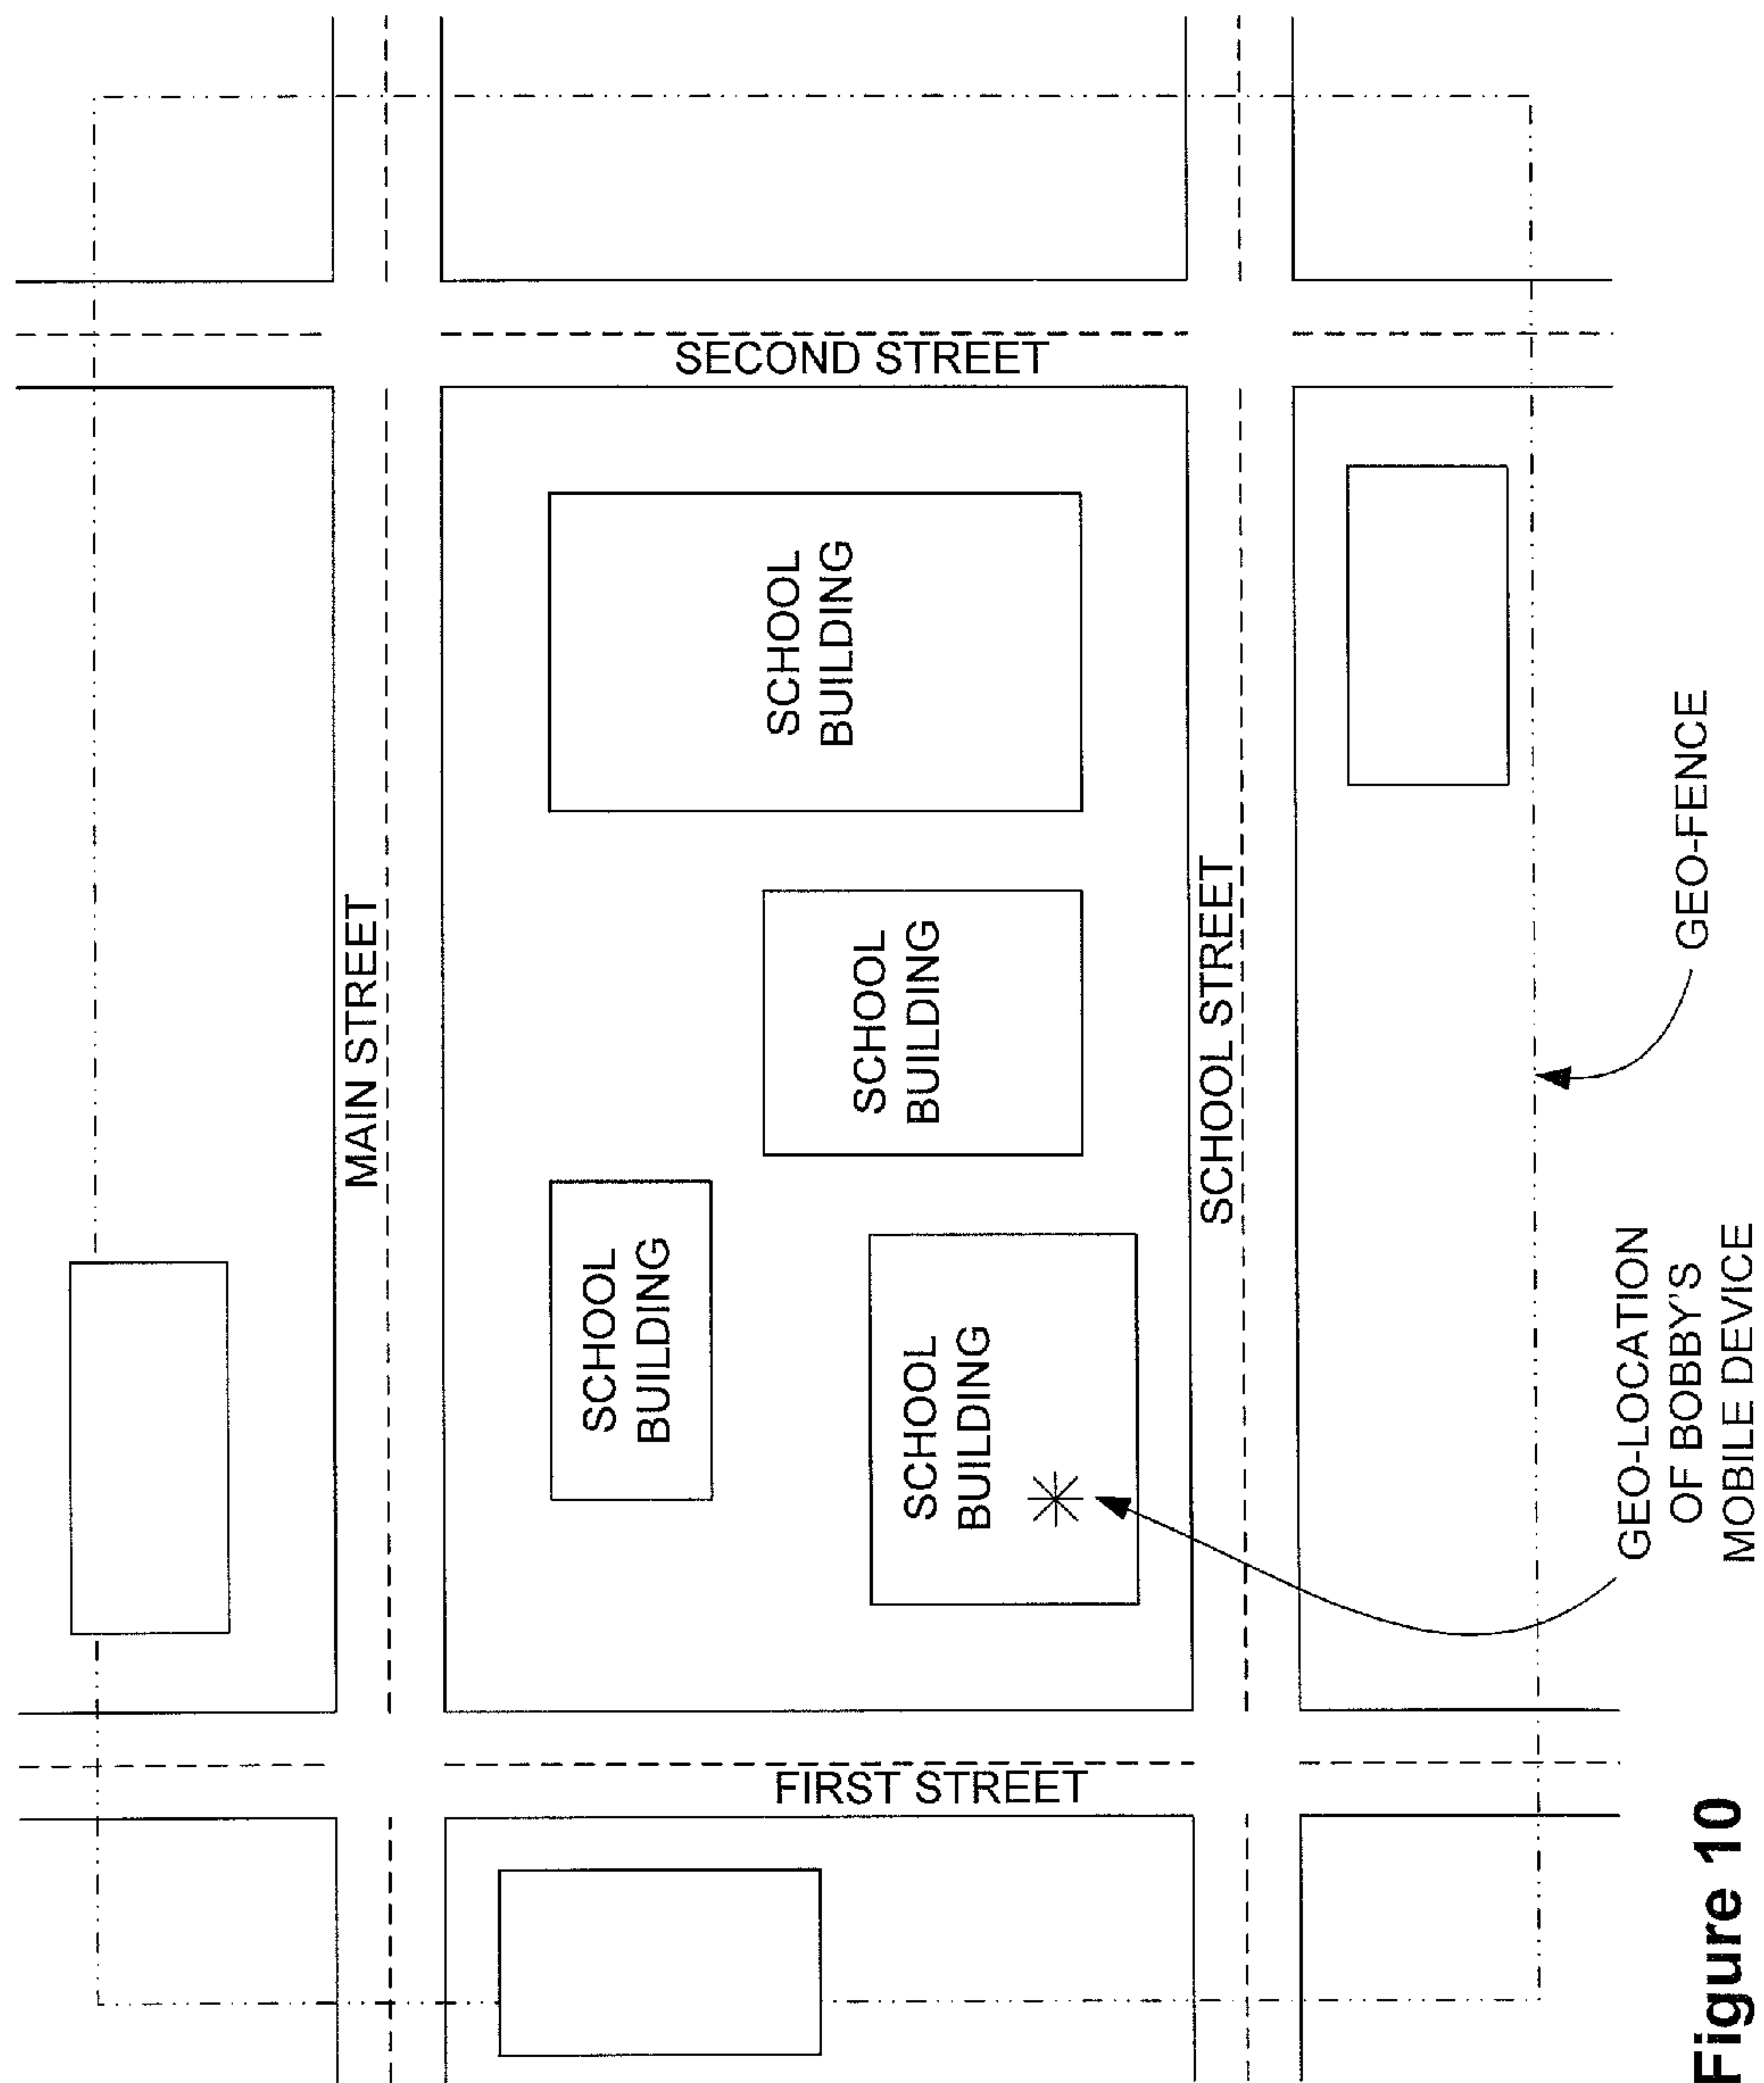 SECOND STREET
MAIN STREET
SCHOOL
BUILDING
SCHOOL
BUILDING
SCHOOL
BUILDING
SCHOOL
BUILDING
SCHOOL STREET
FIRST STREET
GEO-FENCE
GEO-LOCATION
OF BOBBY'S
MOBILE DEVICE
Figure 10